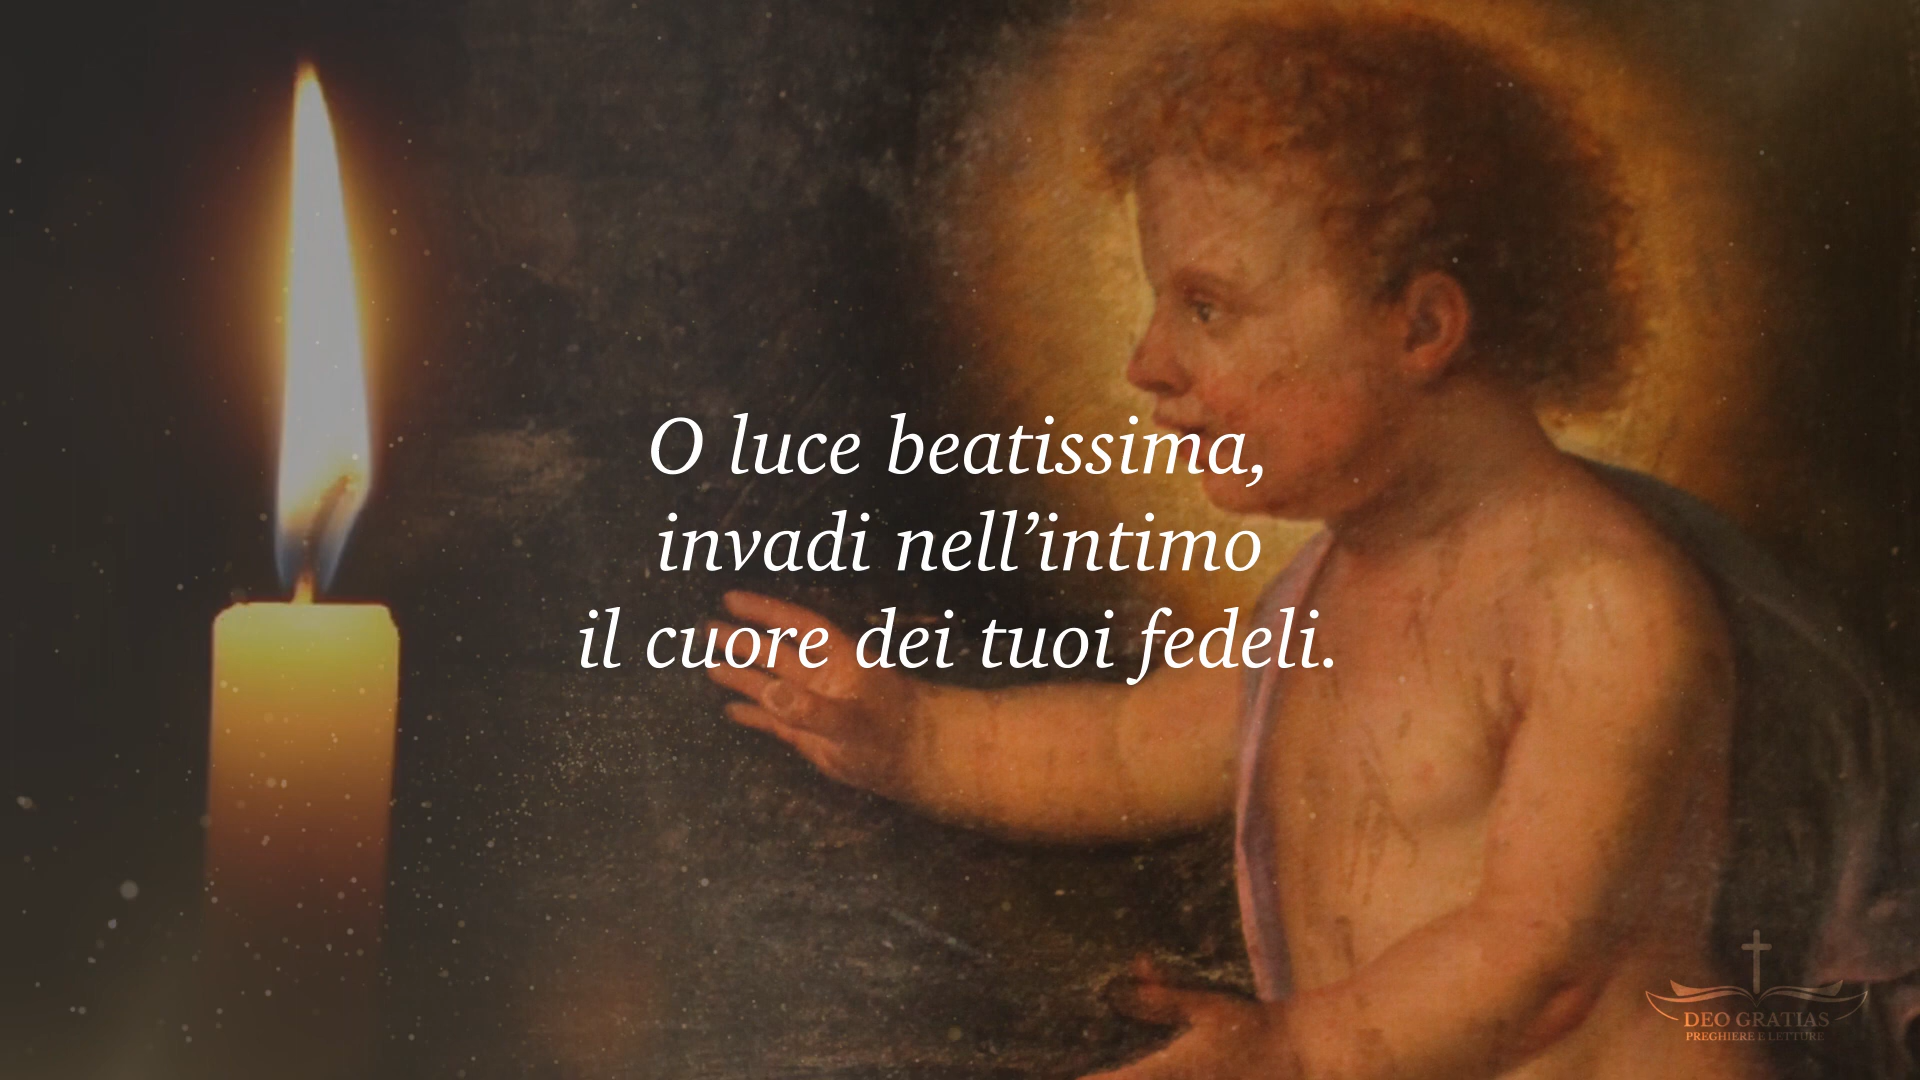 O luce beatissima,
invadi nell’intimo
il cuore dei tuoi fedeli.
DEO GRATIAS
PREGHIERE E LETTURE